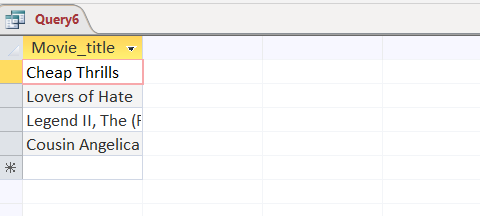 Query6
Movie_title
Cheap Thrills
Lovers of Hate
Legend II, The (F
Cousin Angelica